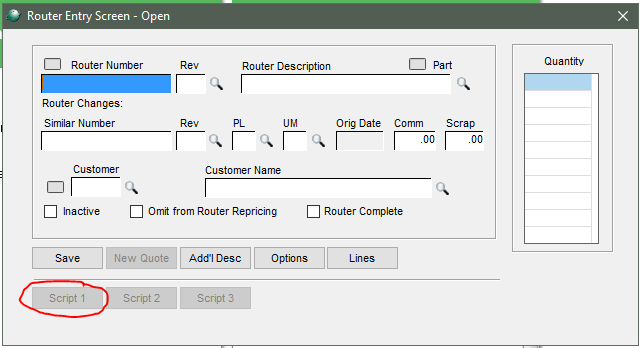 Router Entry Screen - Open
Router Number Rev Router Description Part
Router Changes:
Similar Number Rev PL UM Orig Date Comm Scrap
.00 .00
Customer Customer Name
Inactive Omit from Router Repricing Router Complete
Save New Quote Add'l Desc Options Lines
Script 1 Script 2 Script 3
Quantity